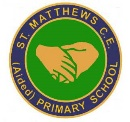 ST. MATTHEWS C.E.
(Aided) PRIMARY SCHOOL